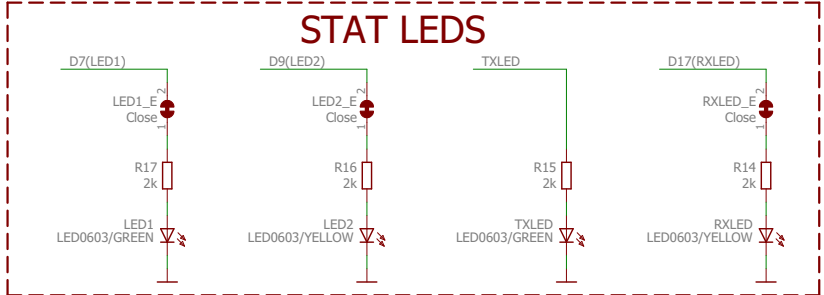 STAT LEDS
D7(LED1)
D9(LED2)
TXLED
D17(RXLED)
2
LED1_E
Close
1
2
LED2_E
Close
1
2
RXLED_E
Close
1
R17
2k
R16
2k
R15
2k
R14
2k
LED1
LED0603/GREEN
LED2
LED0603/YELLOW
TXLED
LED0603/GREEN
RXLED
LED0603/YELLOW